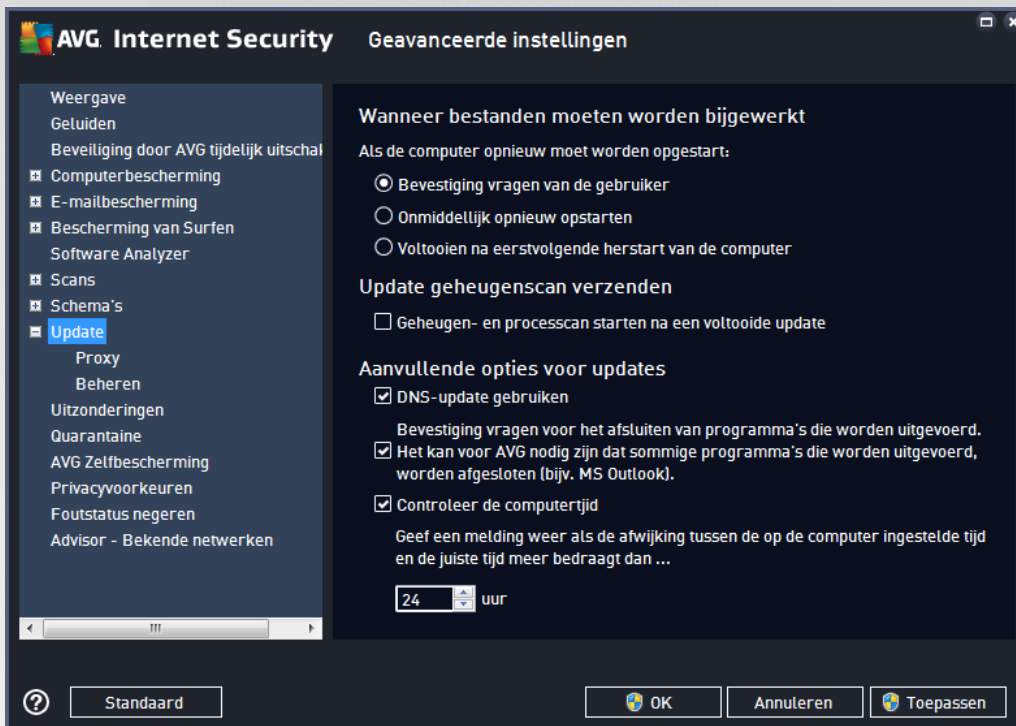 AVG Internet Security
Geavanceerde instellingen
Weergave
Geluiden
Beveiliging door AVG tijdelijk uitschak
Computerbescherming
E-mailbescherming
Bescherming van Surfen
Software Analyzer
Scans
Schema's
Update
Proxy
Beheren
Uitzonderingen
Quarantaine
AVG Zelfbescherming
Privacyvoorkeuren
Foutstatus negeren
Advisor - Bekende netwerken
Wanneer bestanden moeten worden bijgewerkt
Als de computer opnieuw moet worden opgestart:
Bevestiging vragen van de gebruiker
Onmiddellijk opnieuw opstarten
Voltooien na eerstvolgende herstart van de computer
Update geheugenscan verzenden
Geheugen- en processcan starten na een voltooide update
Aanvullende opties voor updates
DNS-update gebruiken
Bevestiging vragen voor het afsluiten van programma's die worden uitgevoerd.
Het kan voor AVG nodig zijn dat sommige programma's die worden uitgevoerd,
worden afgesloten (bijv. MS Outlook).
Controleer de computertjid
Geef een melding weer als de afwijking tussen de op de computer ingestelde tijd
en de juiste tijd meer bedraagt dan ...
24 uur
? Standaard
OK
Annuleren
Toepassen